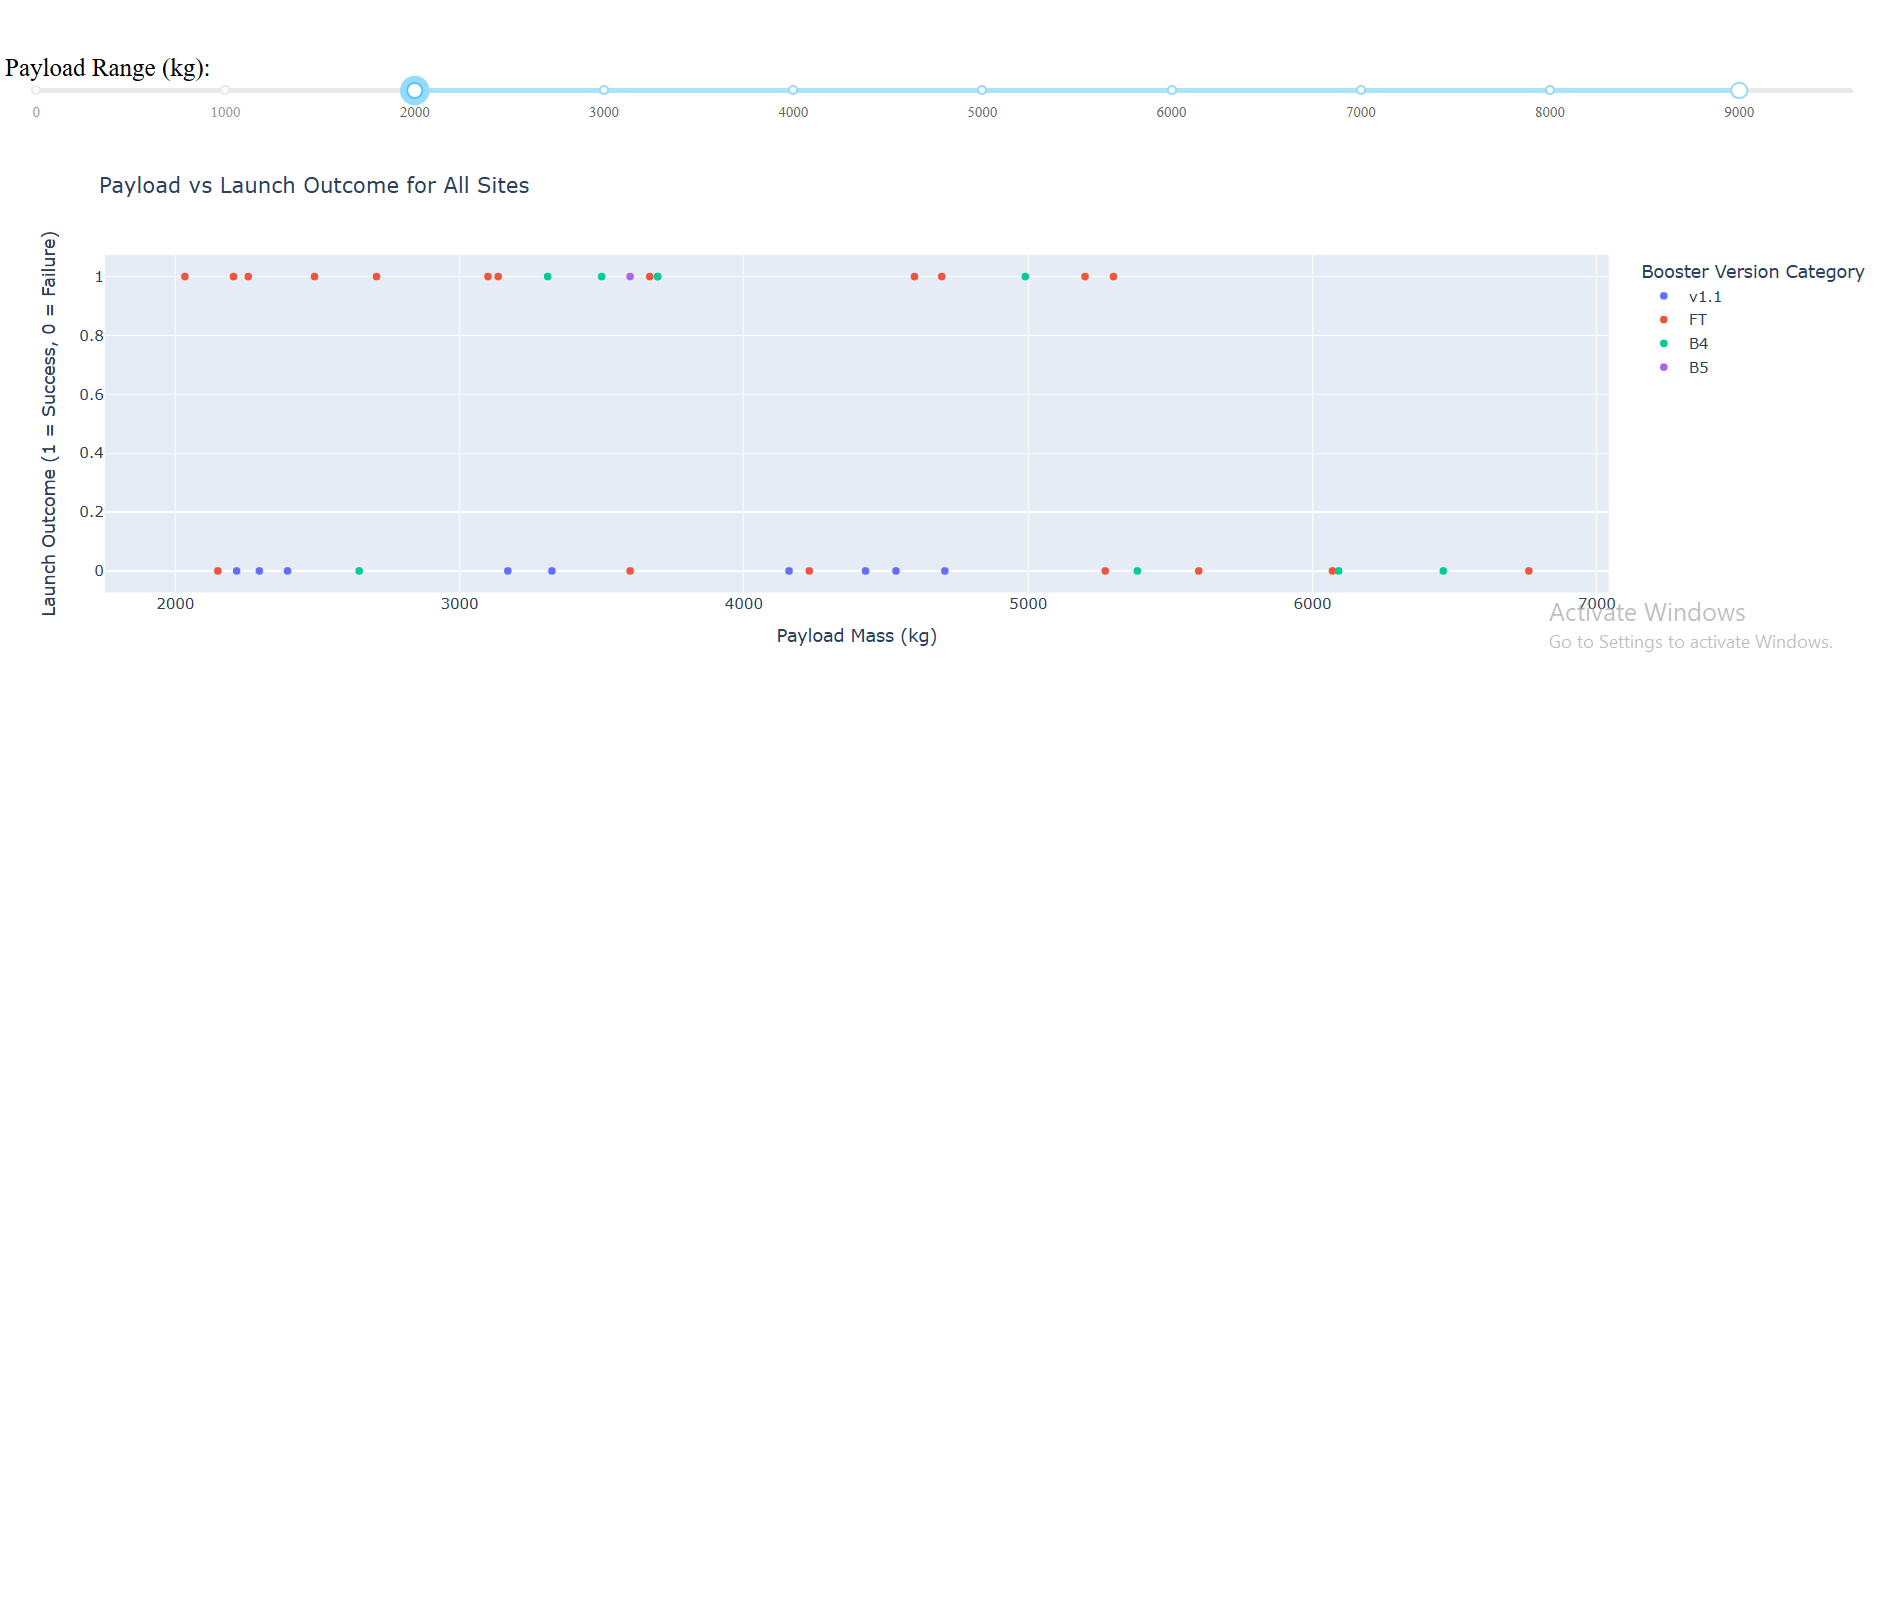 Payload Range (kg):
0 1000 2000 3000 4000 5000 6000 7000 8000 9000
Payload vs Launch Outcome for All Sites
Launch Outcome (1 = Success, 0 = Failure)
1
0.8
0.6
0.4
0.2
0
2000 3000 4000 5000 6000 7000
Payload Mass (kg)
Booster Version Category
v1.1
FT
B4
B5
Activate Windows
Go to Settings to activate Windows.